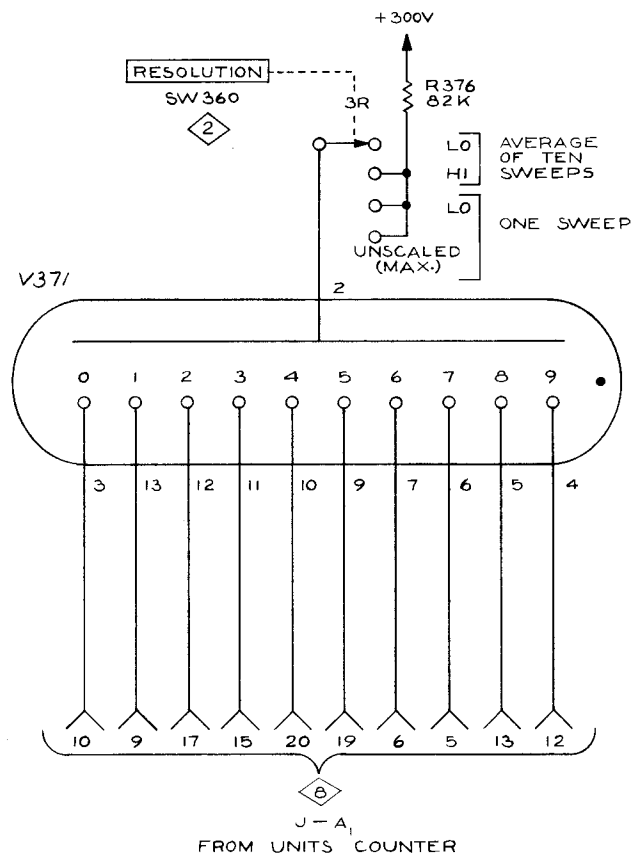 +300V
RESOLUTION
SW360
2
3R
R376
82K
LO
HI
AVERAGE
OF TEN
SWEEPS
LO
ONE SWEEP
UNSCALED
(MAX.)
V371
2
0 1 2 3 4 5 6 7 8 9
3 13 12 11 10 9 7 6 5 4
10 9 17 15 20 19 6 5 13 12
8
J-A1
FROM UNITS COUNTER